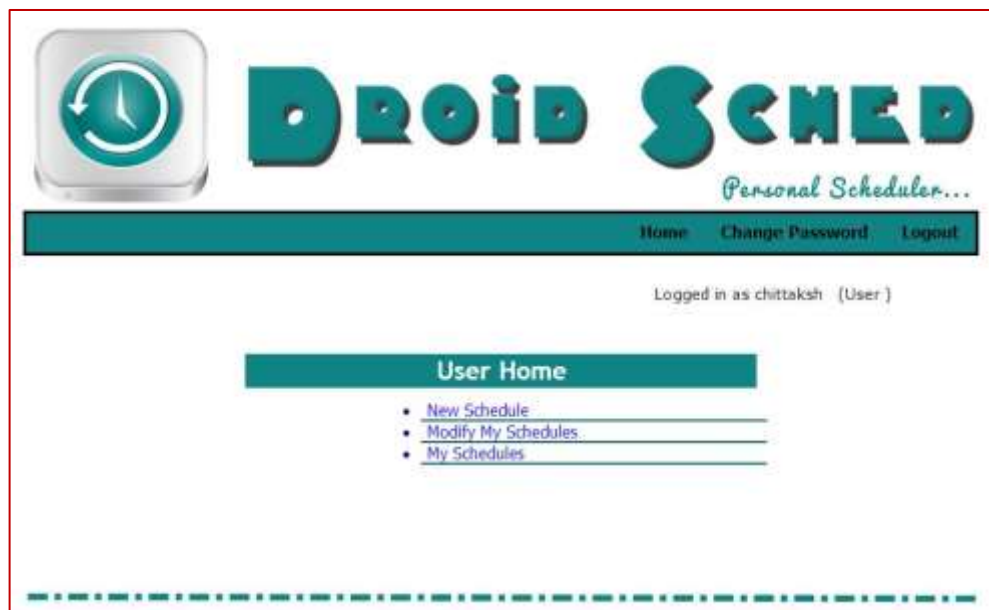 Droid Sched
Personal Scheduler...
Home Change Password Logout
Logged in as chittaksh (User )
User Home
New Schedule
Modify My Schedules
My Schedules